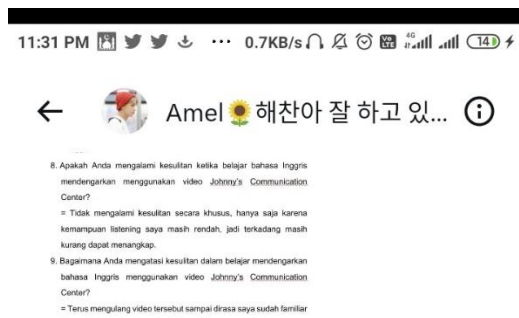 11:31 PM ... 0.7KB/s Vo LTE 4G 14
Amel🌻해찬아 잘 하고 있...
8. Apakah Anda mengalami kesulitan ketika belajar bahasa Inggris
mendengarkan menggunakan video Johnny's Communication
Center?
= Tidak mengalami kesulitan secara khusus, hanya saja karena
kemampuan listening saya masih rendah, jadi terkadang masih
kurang dapat menangkap.
9. Bagaimana Anda mengatasi kesulitan dalam belajar mendengarkan
bahasa Inggris menggunakan video Johnny's Communication
Center?
= Terus mengulang video tersebut sampai dirasa saya sudah familiar